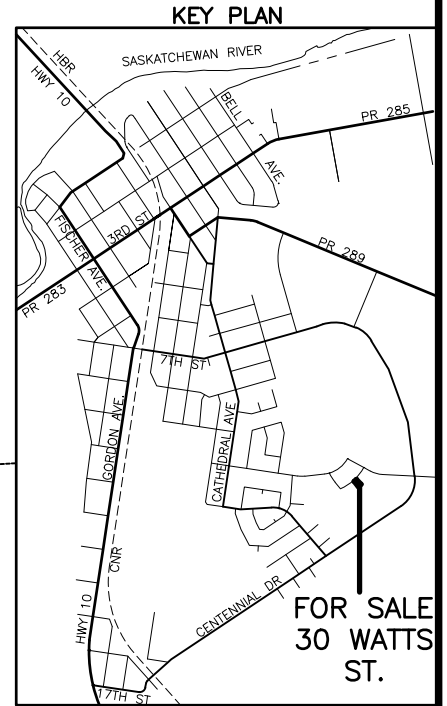 KEY PLAN
SASKATCHEWAN RIVER
HBR
HWY 10
BELL
AVE.
PR 285
FISCHER AVE.
3RD ST
PR 289
PR 283
7TH ST
GORDON AVE.
CATHEDRAL AVE
CNR
HWY 10
CENTENNIAL DR
17TH ST
FOR SALE
30 WATTS
ST.